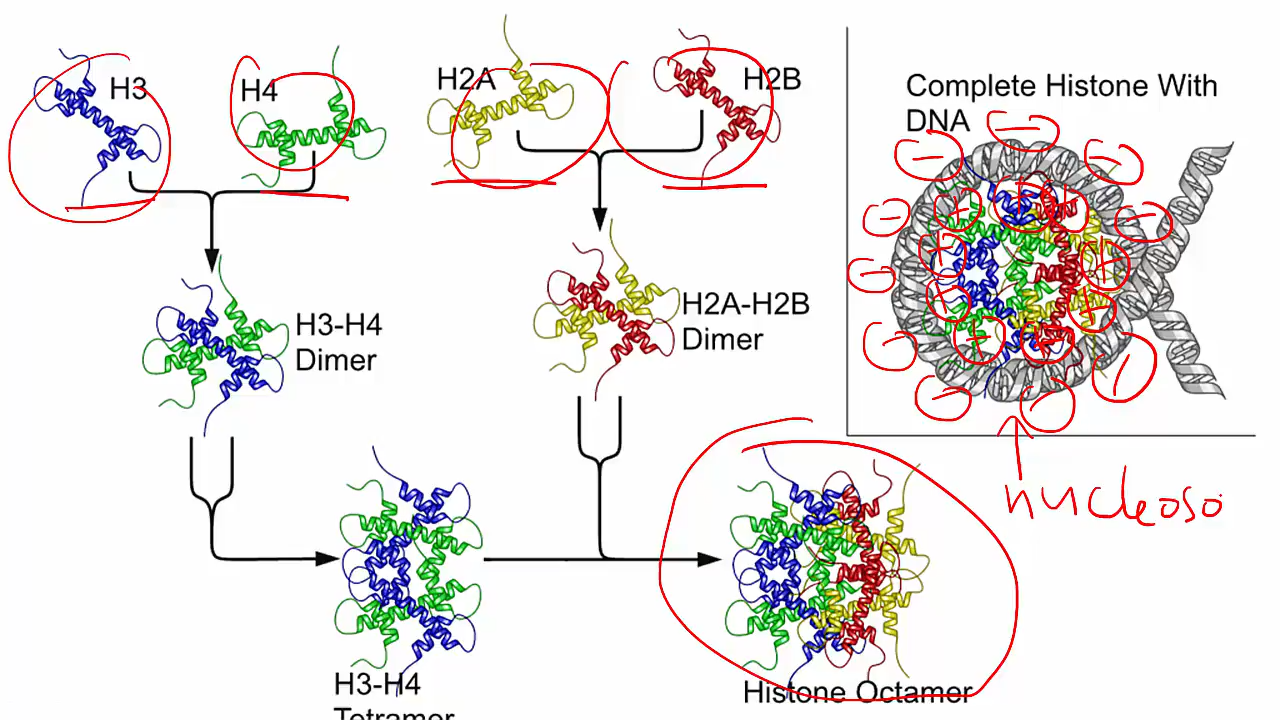 H3
H4
H2A
H2B
Complete Histone With
DNA
H3-H4
Dimer
H2A-H2B
Dimer
nucleoso
H3-H4
Tetramer
Histone Octamer